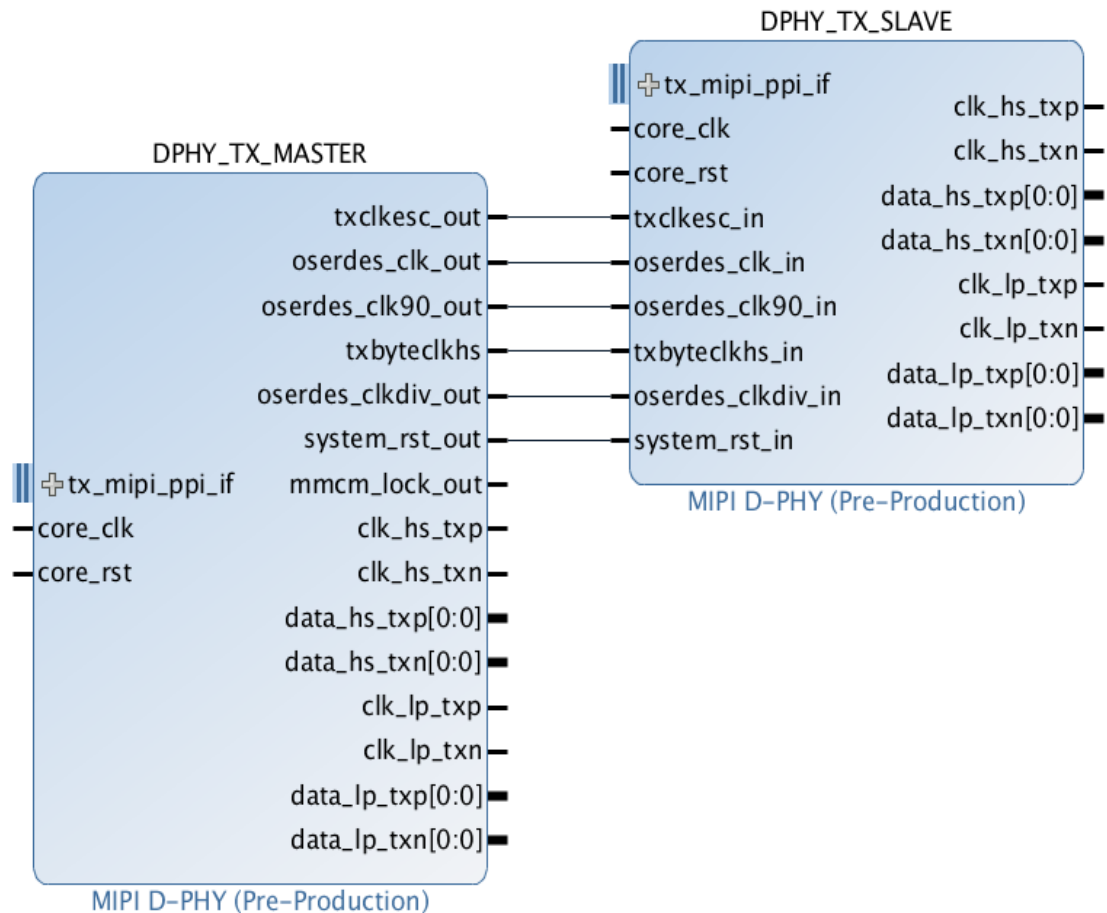 DPHY_TX_SLAVE
tx_mipi_ppi_if
core_clk
core_rst
txclkesc_in
oserdes_clk_in
oserdes_clk90_in
txbyteclkhs_in
oserdes_clkdiv_in
system_rst_in
clk_hs_txp
clk_hs_txn
data_hs_txp[0:0]
data_hs_txn[0:0]
clk_lp_txp
clk_lp_txn
data_lp_txp[0:0]
data_lp_txn[0:0]
MIPI D-PHY (Pre-Production)
DPHY_TX_MASTER
tx_mipi_ppi_if
core_clk
core_rst
txclkesc_out
oserdes_clk_out
oserdes_clk90_out
txbyteclkhs
oserdes_clkdiv_out
system_rst_out
mmcm_lock_out
clk_hs_txp
clk_hs_txn
data_hs_txp[0:0]
data_hs_txn[0:0]
clk_lp_txp
clk_lp_txn
data_lp_txp[0:0]
data_lp_txn[0:0]
MIPI D-PHY (Pre-Production)